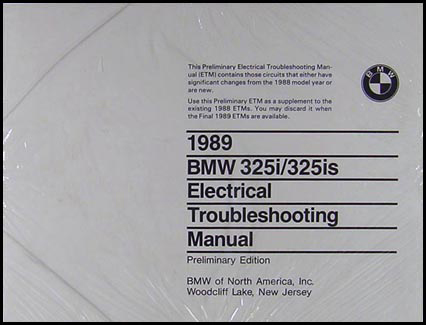 This Preliminary Electrical Troubleshooting Man-
ual (ETM) contains those circuits that either have
significant changes from the 1988 model year or
are new.
Use this Preliminary ETM as a supplement to the
existing 1988 ETMs. You may discard it when
the Final 1989 ETMs are available.
BMW
1989
BMW 325i/325is
Electrical
Troubleshooting
Manual
Preliminary Edition
BMW of North America, Inc.
Woodcliff Lake, New Jersey